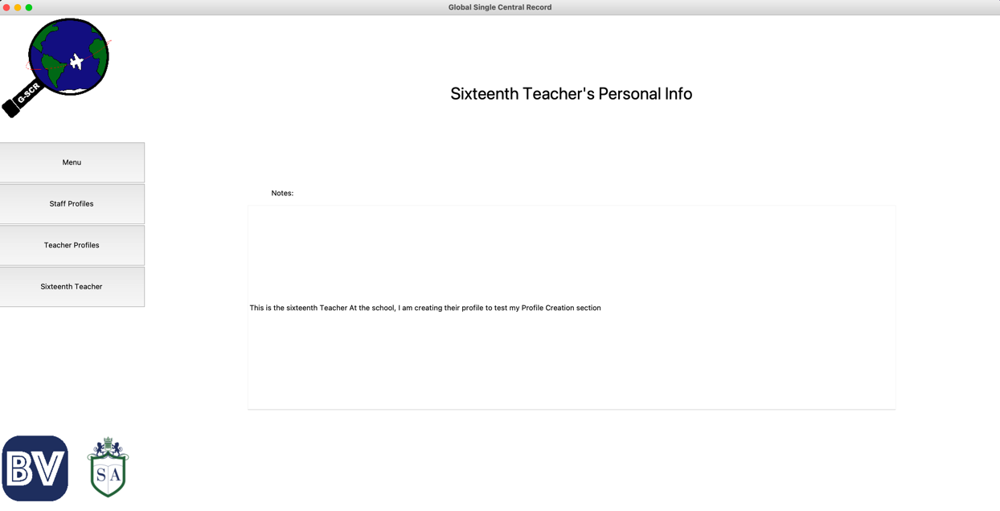 Global Single Central Record
G-SCR
Sixteenth Teacher's Personal Info
Menu
Staff Profiles
Teacher Profiles
Sixteenth Teacher
Notes:
This is the sixteenth Teacher At the school, I am creating their profile to test my Profile Creation section
BV
SA